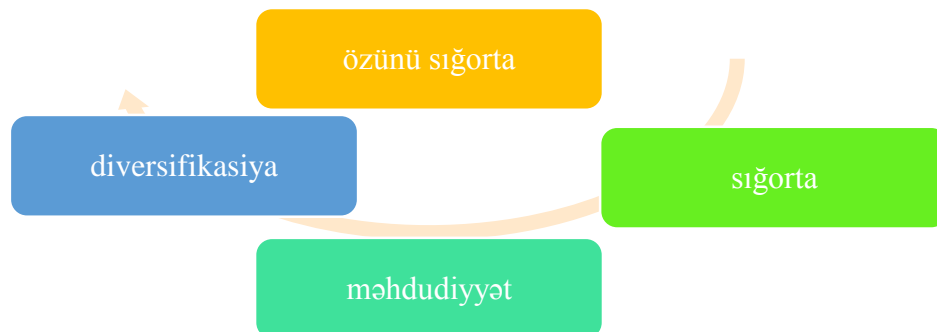 özünü sığorta
diversifikasiya
sığorta
məhdudiyyət